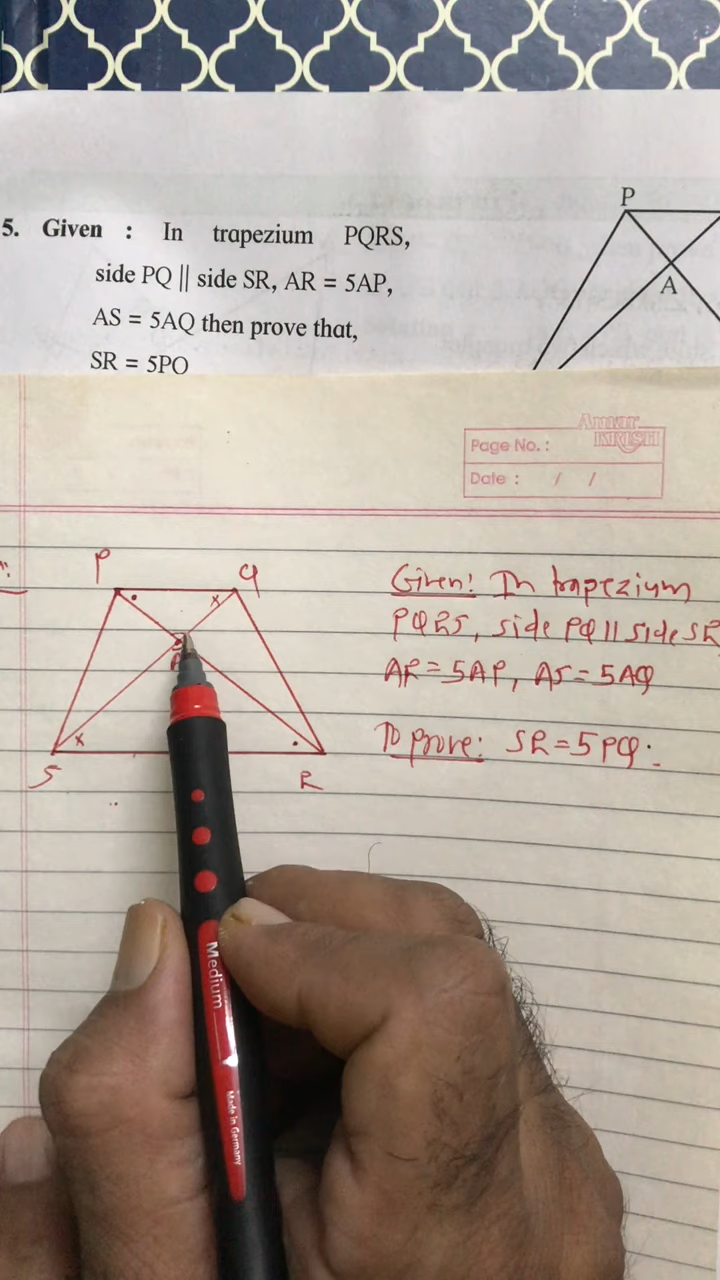 5. Given : In trapezium PQRS,
side PQ || side SR, AR = 5AP,
AS = 5AQ then prove that,
SR = 5PQ
P
A
Amar
KRISH
Page No. :
Date : / /
P
Q
x
A
x
S
R
Given: In trapezium
PQRS, side PQ || side SR
AR = 5AP, AS = 5AQ
To prove: SR = 5PQ.
Medium
Made in Germany